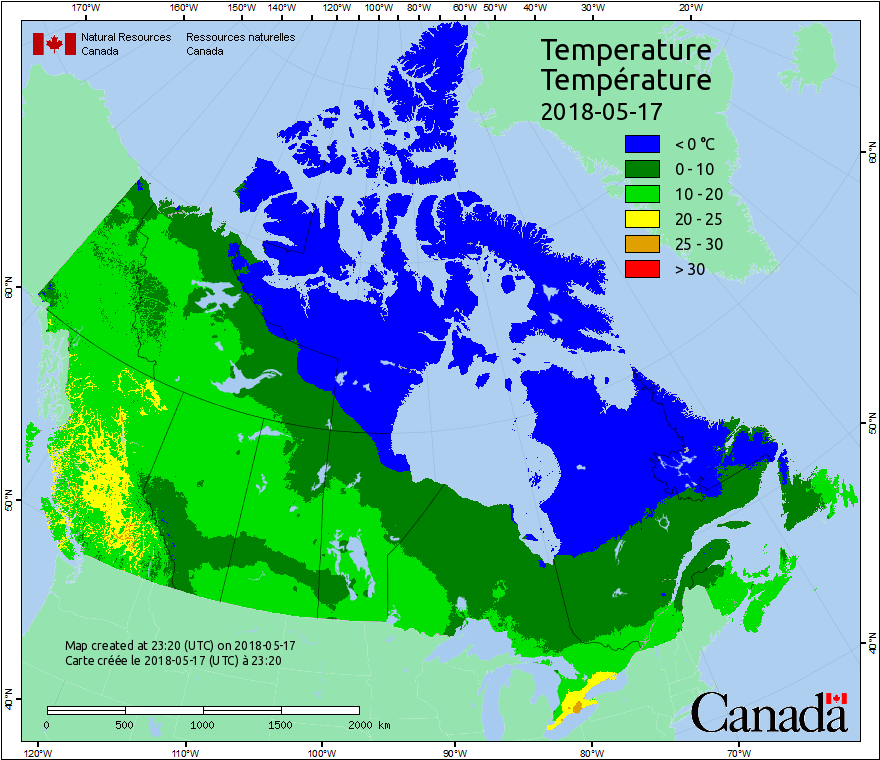 170°W 160°W 150°W 140°W 130°W 120°W 110°W 100°W 90°W 80°W 60°W 50°W 40°W 30°W 20°W
Natural Resources Ressources naturelles
Canada Canada
Temperature
Température
2018-05-17
< 0 °C
0 - 10
10 - 20
20 - 25
25 - 30
> 30
60°N
60°N
50°N
50°N
40°N
40°N
Map created at 23:20 (UTC) on 2018-05-17
Carte créée le 2018-05-17 (UTC) à 23:20
0 500 1000 1500 2000 km
Canada
120°W 110°W 100°W 90°W 80°W 70°W